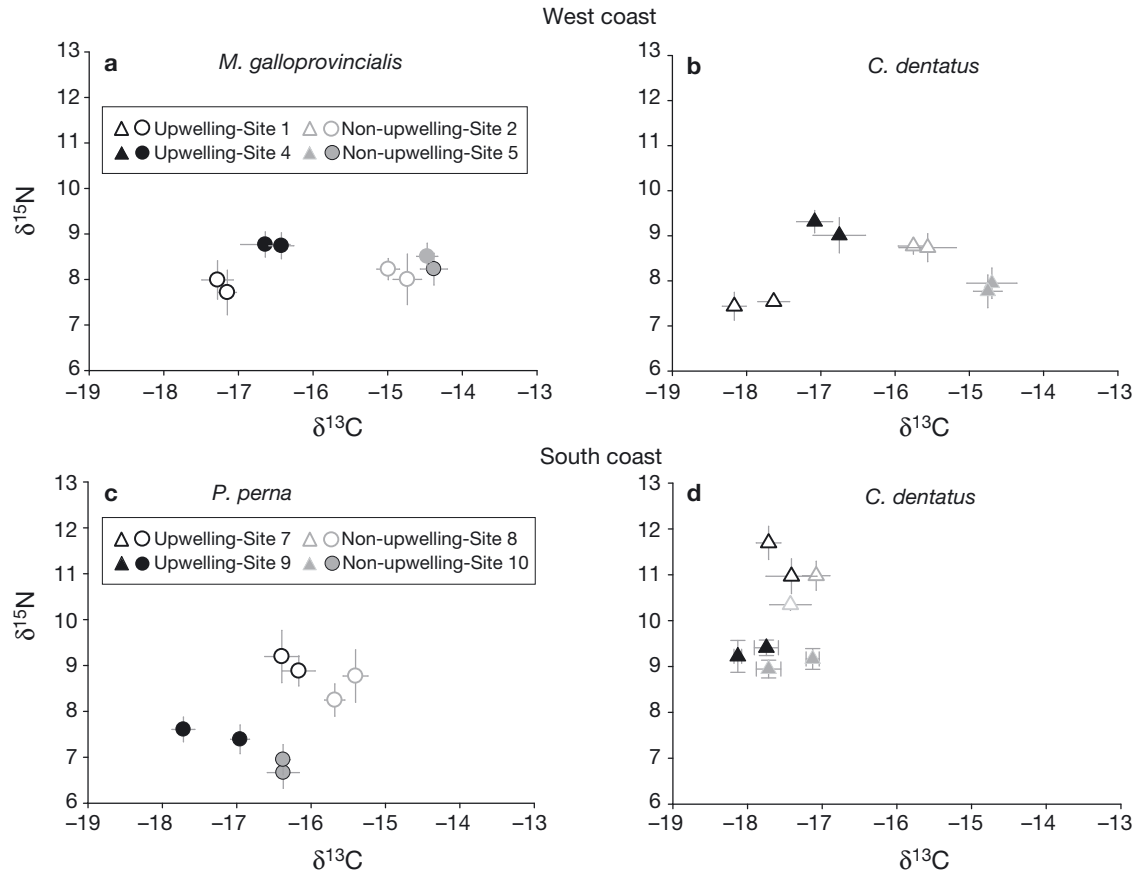 West coast
a
M. galloprovincialis
△○Upwelling-Site 1 △○Non-upwelling-Site 2
▲●Upwelling-Site 4 ▲●Non-upwelling-Site 5
13
12
11
10
9
8
7
6
δ15N
−19 −18 −17 −16 −15 −14 −13
δ13C
b
C. dentatus
13
12
11
10
9
8
7
6
−19 −18 −17 −16 −15 −14 −13
δ13C
South coast
c
P. perna
△○Upwelling-Site 7 △○Non-upwelling-Site 8
▲●Upwelling-Site 9 ▲●Non-upwelling-Site 10
13
12
11
10
9
8
7
6
δ15N
−19 −18 −17 −16 −15 −14 −13
δ13C
d
C. dentatus
13
12
11
10
9
8
7
6
−19 −18 −17 −16 −15 −14 −13
δ13C